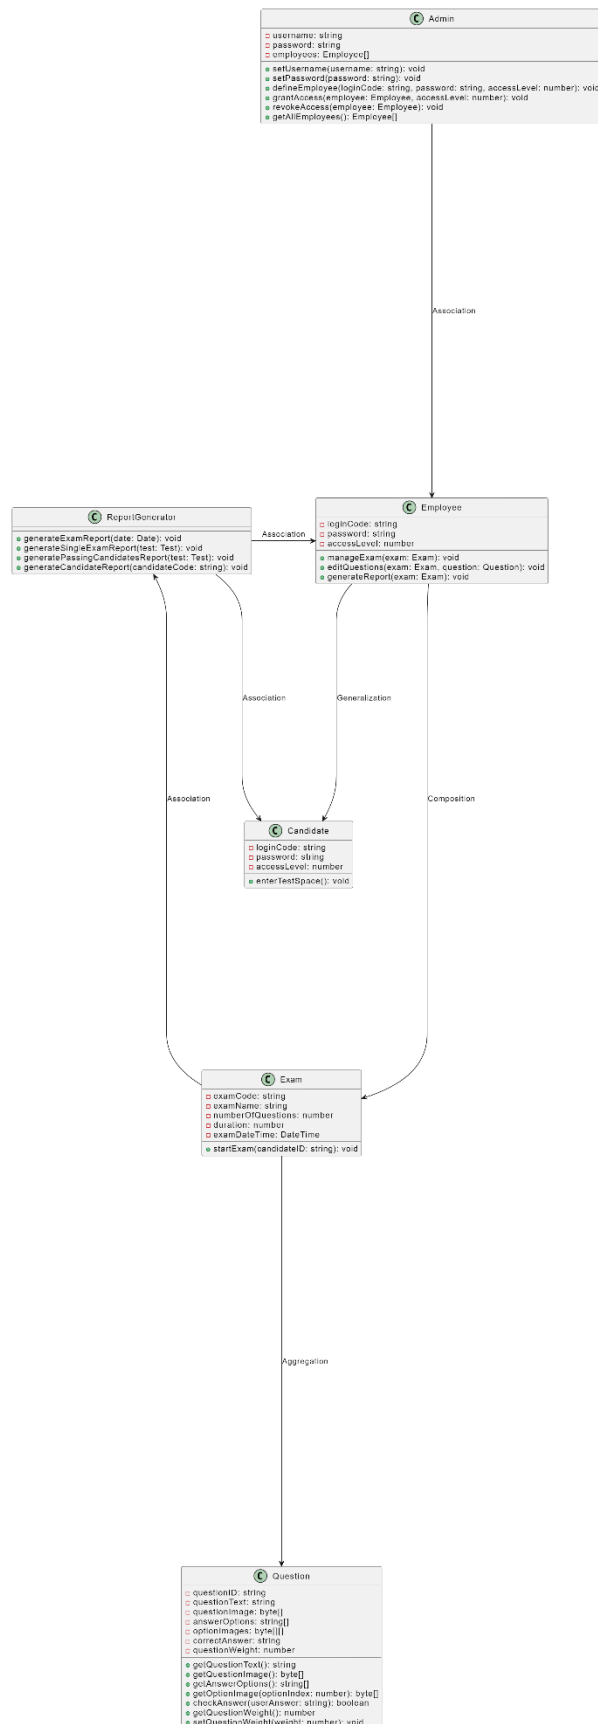 C Admin
username: string
password: string
employees: Employee[]
setUsername(username: string): void
setPassword(password: string): void
defineEmployee(loginCode: string, password: string, accessLevel: number): void
grantAccess(employee: Employee, accessLevel: number): void
revokeAccess(employee: Employee): void
getAllEmployees(): Employee[]
Association
C ReportGenerator
generateExamReport(date: Date): void
generateSingleExamReport(test: Test): void
generatePassingCandidatesReport(test: Test): void
generateCandidateReport(candidateCode: string): void
Association
C Employee
loginCode: string
password: string
accessLevel: number
manageExam(exam: Exam): void
editQuestions(exam: Exam, question: Question): void
generateReport(exam: Exam): void
Association
Generalization
Association
Composition
C Candidate
loginCode: string
password: string
accessLevel: number
enterTestSpace(): void
C Exam
examCode: string
examName: string
numberOfQuestions: number
duration: number
examDateTime: DateTime
startExam(candidateID: string): void
Aggregation
C Question
questionID: string
questionText: string
questionImage: byte[]
answerOptions: string[]
optionImages: byte[][]
correctAnswer: string
questionWeight: number
getQuestionText(): string
getQuestionImage(): byte[]
getAnswerOptions(): string[]
getOptionImage(optionIndex: number): byte[]
checkAnswer(userAnswer: string): boolean
getQuestionWeight(): number
setQuestionWeight(weight: number): void